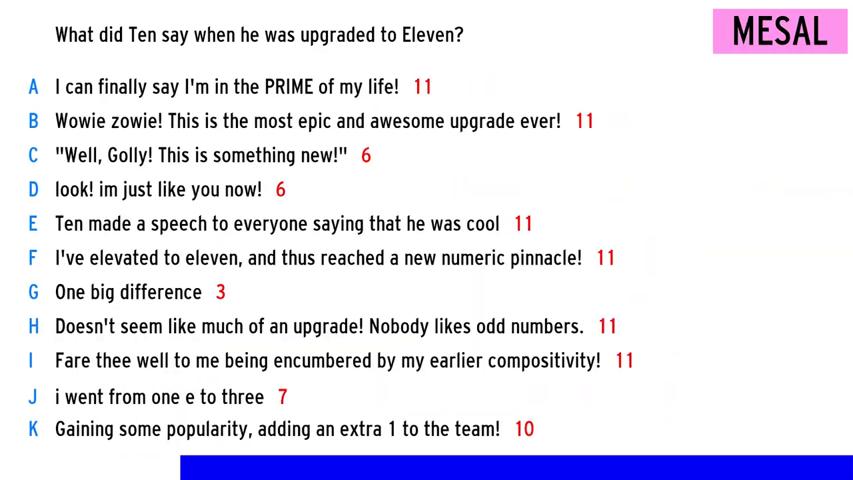 What did Ten say when he was upgraded to Eleven?
MESAL
A I can finally say I'm in the PRIME of my life! 11
B Wowie zowie! This is the most epic and awesome upgrade ever! 11
C "Well, Golly! This is something new!" 6
D look! im just like you now! 6
E Ten made a speech to everyone saying that he was cool 11
F I've elevated to eleven, and thus reached a new numeric pinnacle! 11
G One big difference 3
H Doesn't seem like much of an upgrade! Nobody likes odd numbers. 11
I Fare thee well to me being encumbered by my earlier compositivity! 11
J i went from one e to three 7
K Gaining some popularity, adding an extra 1 to the team! 10